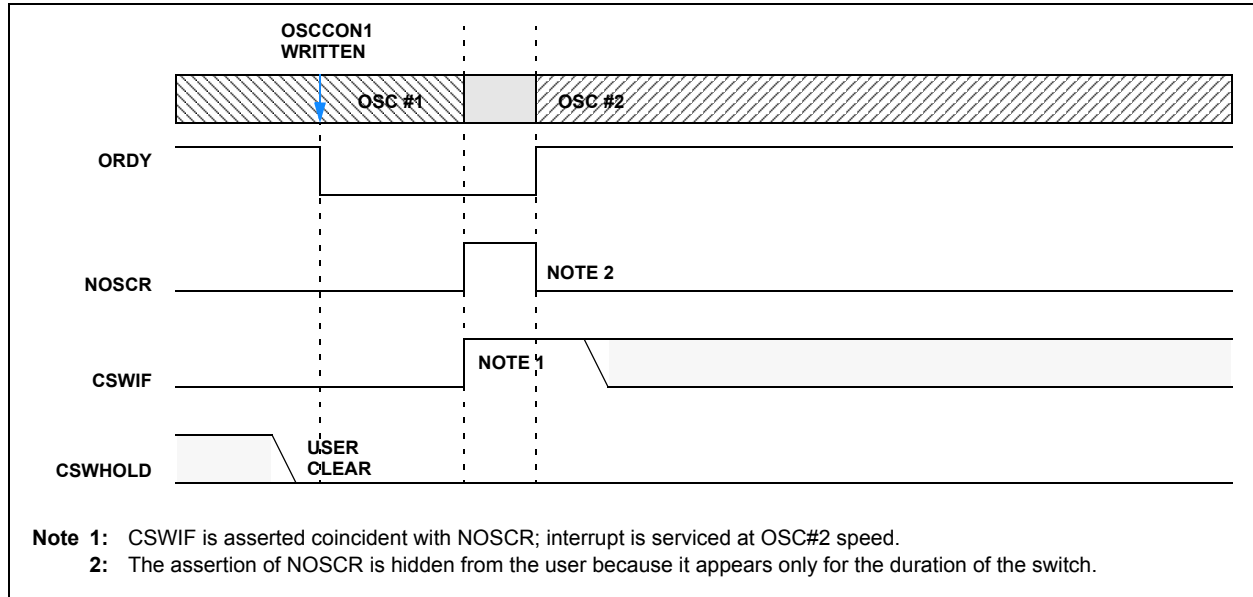 OSCCON1
WRITTEN
OSC #1
OSC #2
ORDY
NOSCR
NOTE 2
CSWIF
NOTE 1
CSWHOLD
USER
CLEAR
Note 1: CSWIF is asserted coincident with NOSCR; interrupt is serviced at OSC#2 speed.
2: The assertion of NOSCR is hidden from the user because it appears only for the duration of the switch.